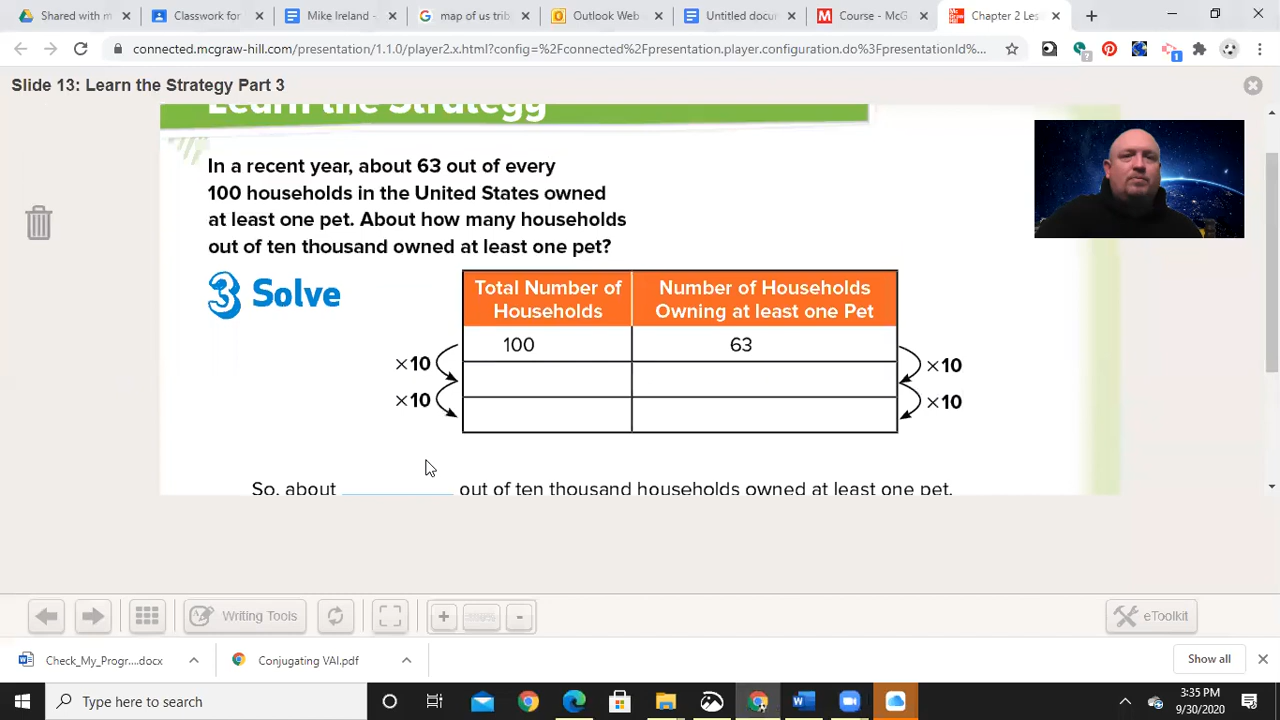 Shared with m
Classwork for
Mike Ireland -
map of us trib
Outlook Web
Untitled docu
Course - McG
Chapter 2 Les
connected.mcgraw-hill.com/presentation/1.1.0/player2.x.html?config=%2Fconnected%2Fpresentation.player.configuration.do%3FpresentationId%...
Slide 13: Learn the Strategy Part 3
Learn the Strategy
In a recent year, about 63 out of every
100 households in the United States owned
at least one pet. About how many households
out of ten thousand owned at least one pet?
3 Solve
Total Number of Households
Number of Households Owning at least one Pet
100 63
×10 ×10
×10 ×10
So, about ________ out of ten thousand households owned at least one pet.
Writing Tools
+
-
eToolkit
Check_My_Progr....docx
Conjugating VAI.pdf
Show all
Type here to search
3:35 PM
9/30/2020